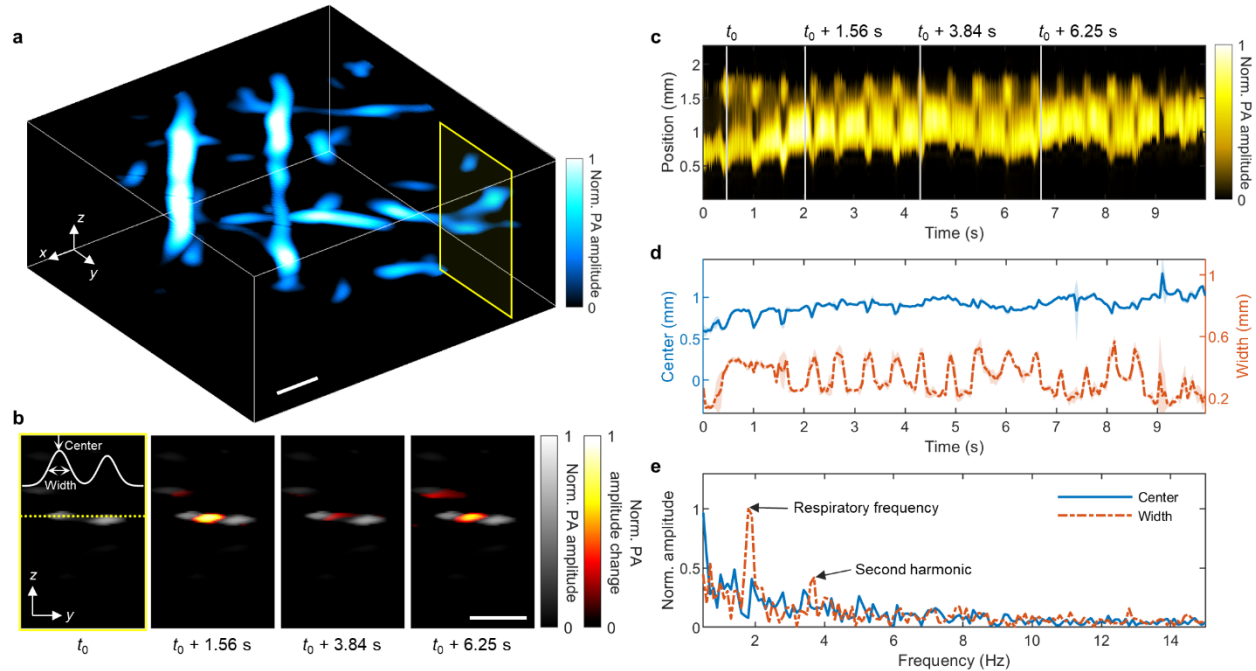 a
z
x
y
1
Norm. PA amplitude
0
b
Center
Width
z
y
t0
t0 + 1.56 s
t0 + 3.84 s
t0 + 6.25 s
1
Norm. PA amplitude
0
1
Norm. PA
amplitude change
0
c
t0
t0 + 1.56 s
t0 + 3.84 s
t0 + 6.25 s
Position (mm)
2
1.5
1
0.5
0 1 2 3 4 5 6 7 8 9
Time (s)
1
Norm. PA amplitude
0
d
Center (mm)
1
0.5
0
1
0.6
0.2
Width (mm)
0 1 2 3 4 5 6 7 8 9
Time (s)
e
Norm. amplitude
1
0.5
0
Respiratory frequency
Second harmonic
Center
Width
2 4 6 8 10 12 14
Frequency (Hz)